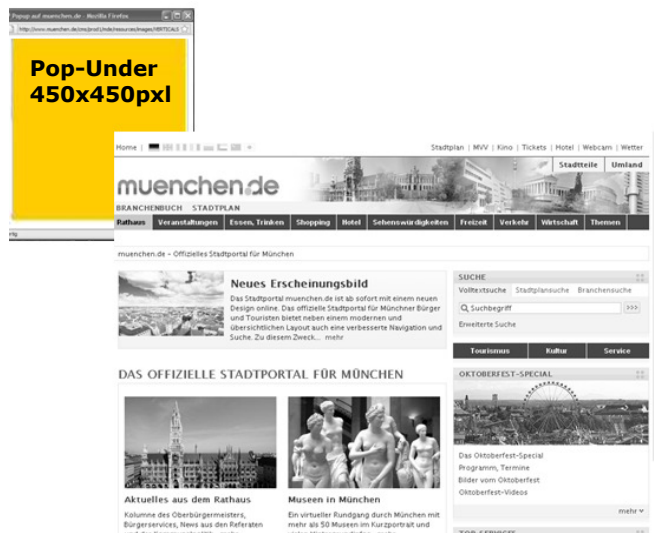 Popup auf muenchen.de - Mozilla Firefox
Pop-Under
450x450pxl
Home |
Stadtplan | MVV | Kino | Tickets | Hotel | Webcam | Wetter
Stadtteile Umland
muenchen.de
BRANCHENBUCH STADTPLAN
Rathaus Veranstaltungen Essen, Trinken Shopping Hotel Sehenswürdigkeiten Freizeit Verkehr Wirtschaft Themen
muenchen.de - Offizielles Stadtportal für München
Neues Erscheinungsbild
Das Stadtportal muenchen.de ist ab sofort mit einem neuen
Design online. Das offizielle Stadtportal für Münchner Bürger
und Touristen bietet neben einem modernen und
übersichtlichen Layout auch eine verbesserte Navigation und
Suche. Zu diesem Zweck... mehr
SUCHE
Volltextsuche Stadtplansuche Branchensuche
Suchbegriff >>>
Erweiterte Suche
Tourismus Kultur Service
DAS OFFIZIELLE STADTPORTAL FÜR MÜNCHEN
OKTOBERFEST-SPECIAL
Das Oktoberfest-Special
Programm, Termine
Bilder vom Oktoberfest
Oktoberfest-Videos
mehr
Aktuelles aus dem Rathaus
Kolumne des Oberbürgermeisters,
Bürgerservices, News aus den Referaten
Museen in München
Ein virtueller Rundgang durch München mit
mehr als 50 Museen im Kurzportrait und